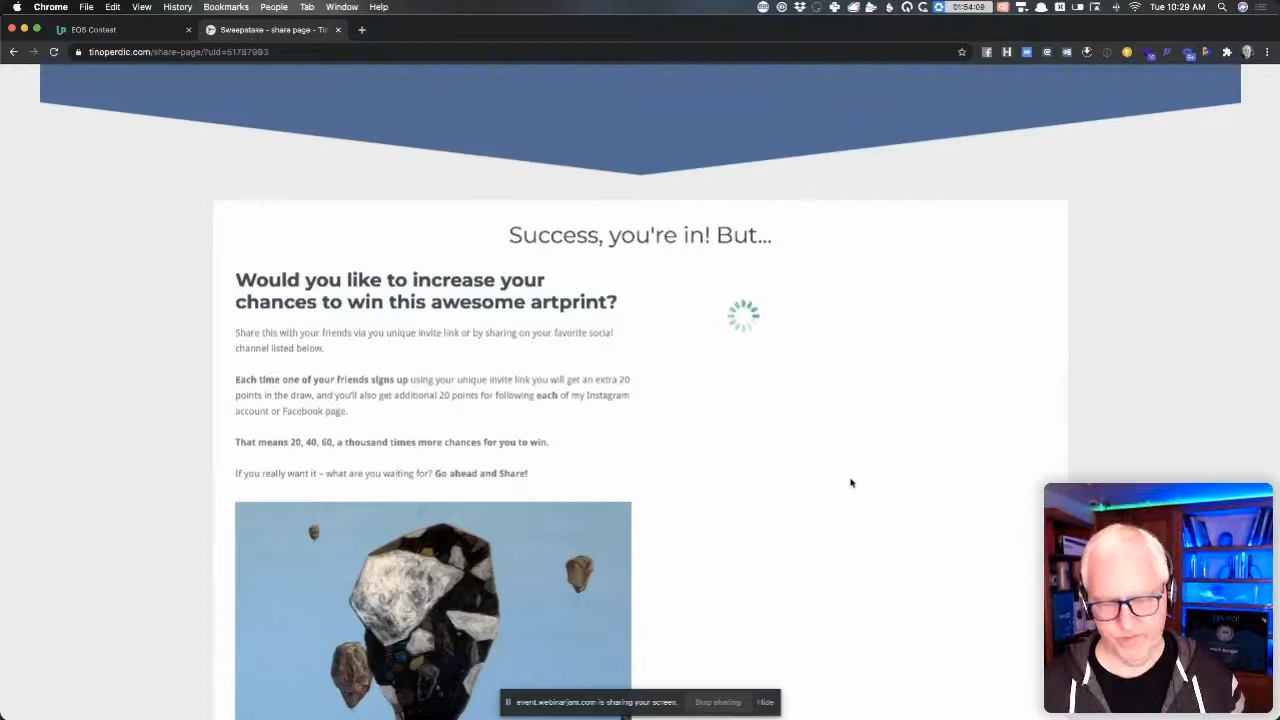 Chrome File Edit View History Bookmarks People Tab Window Help
01:54:09
Tue 10:29 AM
EOS Contest
Sweepstake - share page - Tin
tinoperdic.com/share-page/?uid=51787993
Success, you're in! But...
Would you like to increase your
chances to win this awesome artprint?
Share this with your friends via you unique invite link or by sharing on your favorite social
channel listed below.
Each time one of your friends signs up using your unique invite link you will get an extra 20
points in the draw, and you'll also get additional 20 points for following each of my Instagram
account or Facebook page.
That means 20, 40, 60, a thousand times more chances for you to win.
If you really want it – what are you waiting for? Go ahead and Share!
event.webinarjam.com is sharing your screen.
Stop sharing
Hide